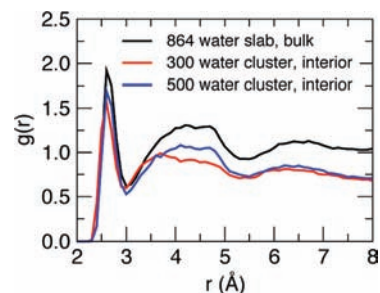 864 water slab, bulk
300 water cluster, interior
500 water cluster, interior
g(r)
2.5
2.0
1.5
1.0
0.5
0.0
2 3 4 5 6 7 8
r (Å)